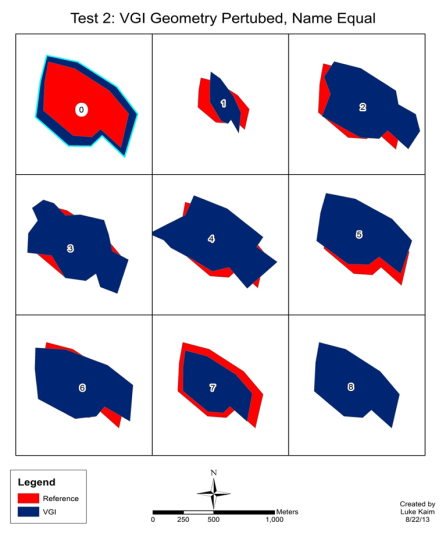 Test 2: VGI Geometry Pertubed, Name Equal
0
1
2
3
4
5
6
7
8
Legend
Reference
VGI
N
Meters
0 250 500 1,000
Created by
Luke Kaim
8/22/13